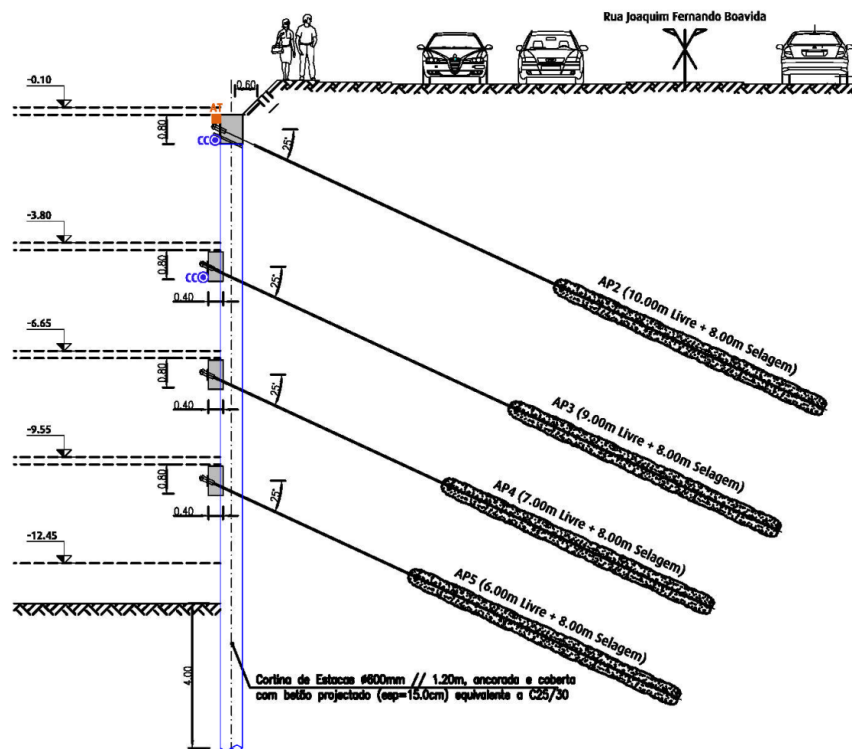 Rua Joaquim Fernando Boavida
-0.10
0.60
AT
0.80
CC
25°
-3.80
0.80
CC
25°
0.40
AP2 (10.00m Livre + 8.00m Selagem)
-6.65
0.80
25°
0.40
AP3 (9.00m Livre + 8.00m Selagem)
-9.55
0.80
25°
0.40
AP4 (7.00m Livre + 8.00m Selagem)
-12.45
AP5 (6.00m Livre + 8.00m Selagem)
4.00
Cortina de Estacas Ø600mm // 1.20m, ancorada e coberta
com betão projectado (esp=15.0cm) equivalente a C25/30